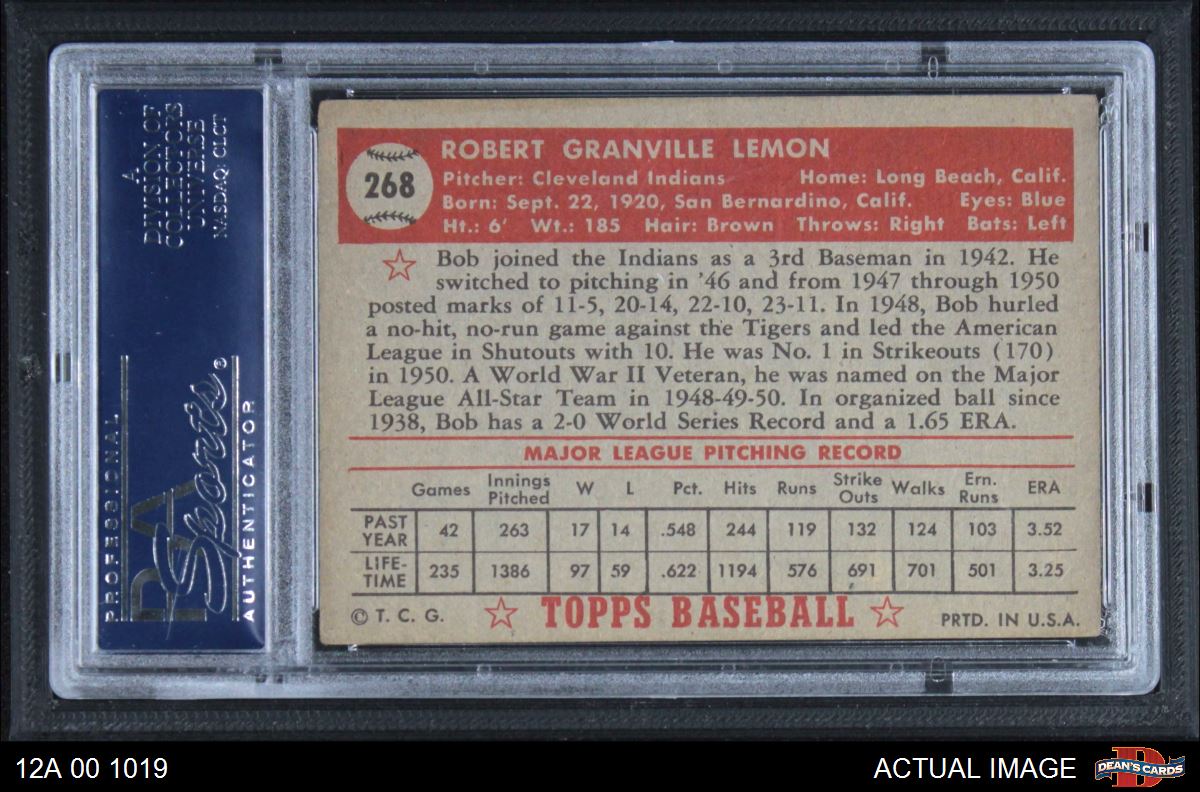 A
DIVISION OF
COLLECTORS
UNIVERSE
NASDAQ: CLCT
PROFESSIONAL
PSA
Sports®
AUTHENTICATOR
268
ROBERT GRANVILLE LEMON
Pitcher: Cleveland Indians Home: Long Beach, Calif.
Born: Sept. 22, 1920, San Bernardino, Calif. Eyes: Blue
Ht.: 6' Wt.: 185 Hair: Brown Throws: Right Bats: Left
Bob joined the Indians as a 3rd Baseman in 1942. He
switched to pitching in '46 and from 1947 through 1950
posted marks of 11-5, 20-14, 22-10, 23-11. In 1948, Bob hurled
a no-hit, no-run game against the Tigers and led the American
League in Shutouts with 10. He was No. 1 in Strikeouts (170)
in 1950. A World War II Veteran, he was named on the Major
League All-Star Team in 1948-49-50. In organized ball since
1938, Bob has a 2-0 World Series Record and a 1.65 ERA.
MAJOR LEAGUE PITCHING RECORD
Games Innings Pitched W L Pct. Hits Runs Strike Outs Walks Ern. Runs ERA
PAST YEAR 42 263 17 14 .548 244 119 132 124 103 3.52
LIFE-TIME 235 1386 97 59 .622 1194 576 691 701 501 3.25
© T. C. G. TOPPS BASEBALL PRTD. IN U.S.A.
12A 00 1019 ACTUAL IMAGE DEAN'S CARDS